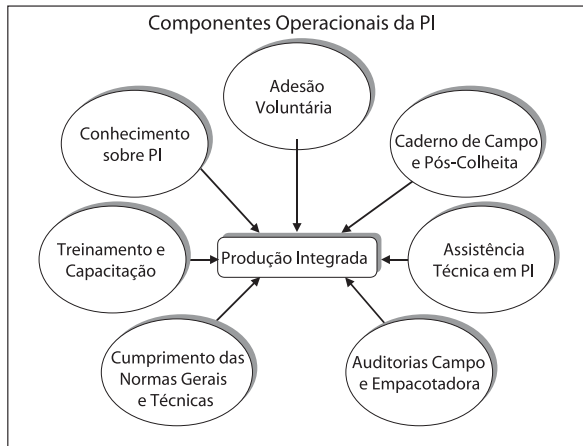 Componentes Operacionais da PI
Adesão
Voluntária
Conhecimento
sobre PI
Caderno de Campo
e Pós-Colheita
Treinamento e
Capacitação
Produção Integrada
Assistência
Técnica em PI
Cumprimento das
Normas Gerais
e Técnicas
Auditorias Campo
e Empacotadora